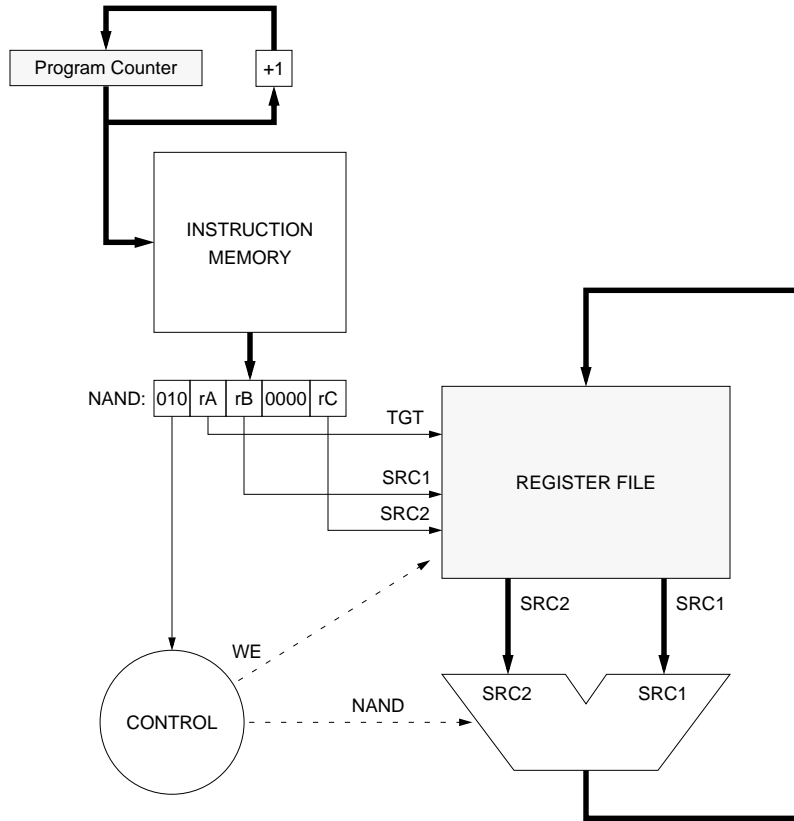 Program Counter
+1
INSTRUCTION
MEMORY
NAND: 010 rA rB 0000 rC
TGT
SRC1
SRC2
REGISTER FILE
SRC2 SRC1
WE
CONTROL
NAND
SRC2 SRC1